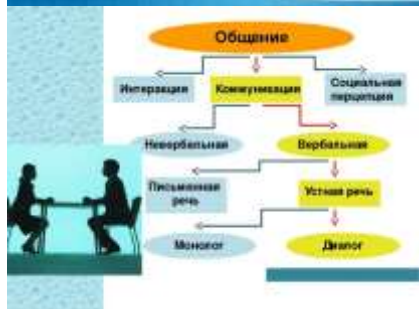 Общение
Интеракция
Коммуникация
Социальная
перцепция
Невербальная
Вербальная
Письменная
речь
Устная речь
Монолог
Диалог